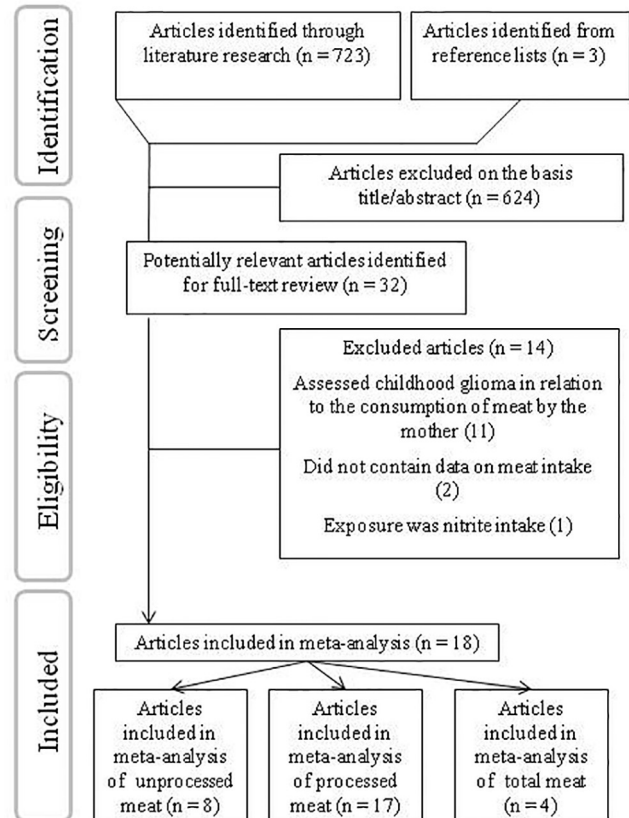 Identification
Articles identified through
literature research (n = 723)
Articles identified from
reference lists (n = 3)
Articles excluded on the basis
title/abstract (n = 624)
Screening
Potentially relevant articles identified
for full-text review (n = 32)
Eligibility
Excluded articles (n = 14)
Assessed childhood glioma in relation
to the consumption of meat by the
mother (11)
Did not contain data on meat intake
(2)
Exposure was nitrite intake (1)
Included
Articles included in meta-analysis (n = 18)
Articles
included in
meta-analysis
of unprocessed
meat (n = 8)
Articles
included in
meta-analysis
of processed
meat (n = 17)
Articles
included in
meta-analysis
of total meat
(n = 4)